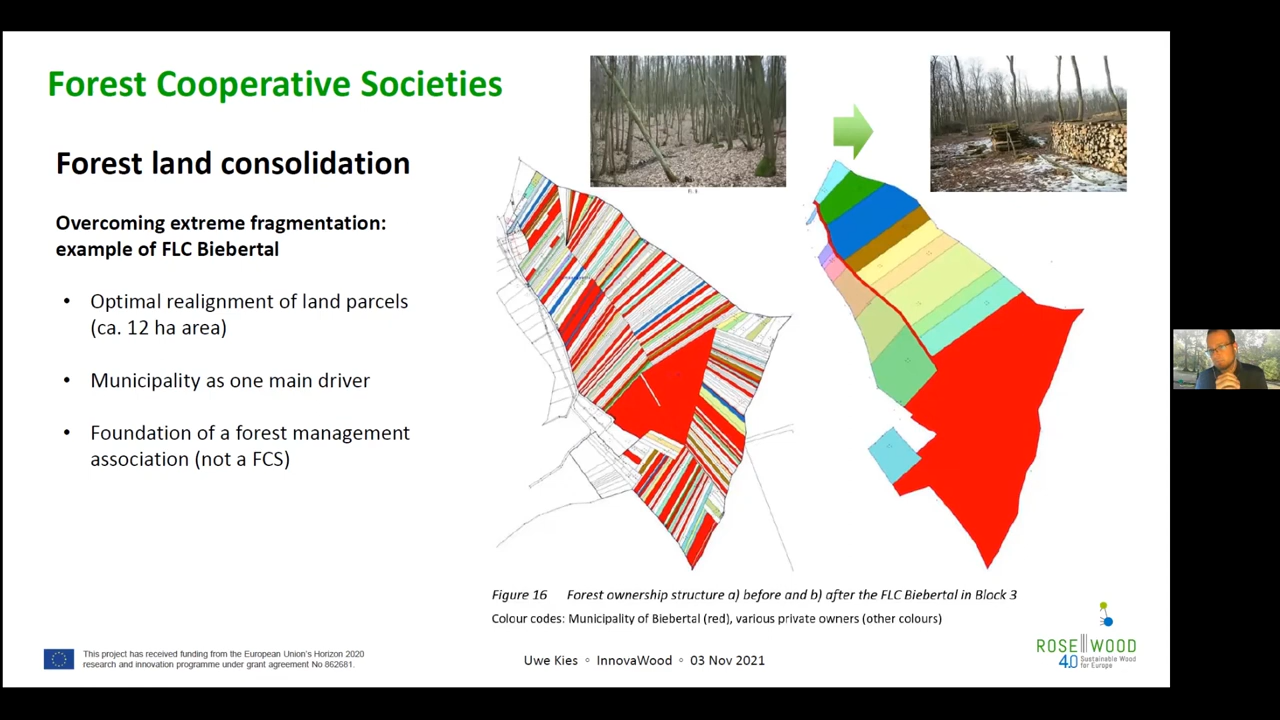 Forest Cooperative Societies
Forest land consolidation
Overcoming extreme fragmentation:
example of FLC Biebertal
• Optimal realignment of land parcels
(ca. 12 ha area)
• Municipality as one main driver
• Foundation of a forest management
association (not a FCS)
Figure 16 Forest ownership structure a) before and b) after the FLC Biebertal in Block 3
Colour codes: Municipality of Biebertal (red), various private owners (other colours)
This project has received funding from the European Union's Horizon 2020
research and innovation programme under grant agreement No 862681.
Uwe Kies ◦ InnovaWood ◦ 03 Nov 2021
ROSEWOOD
4.0 Sustainable Wood
for Europe